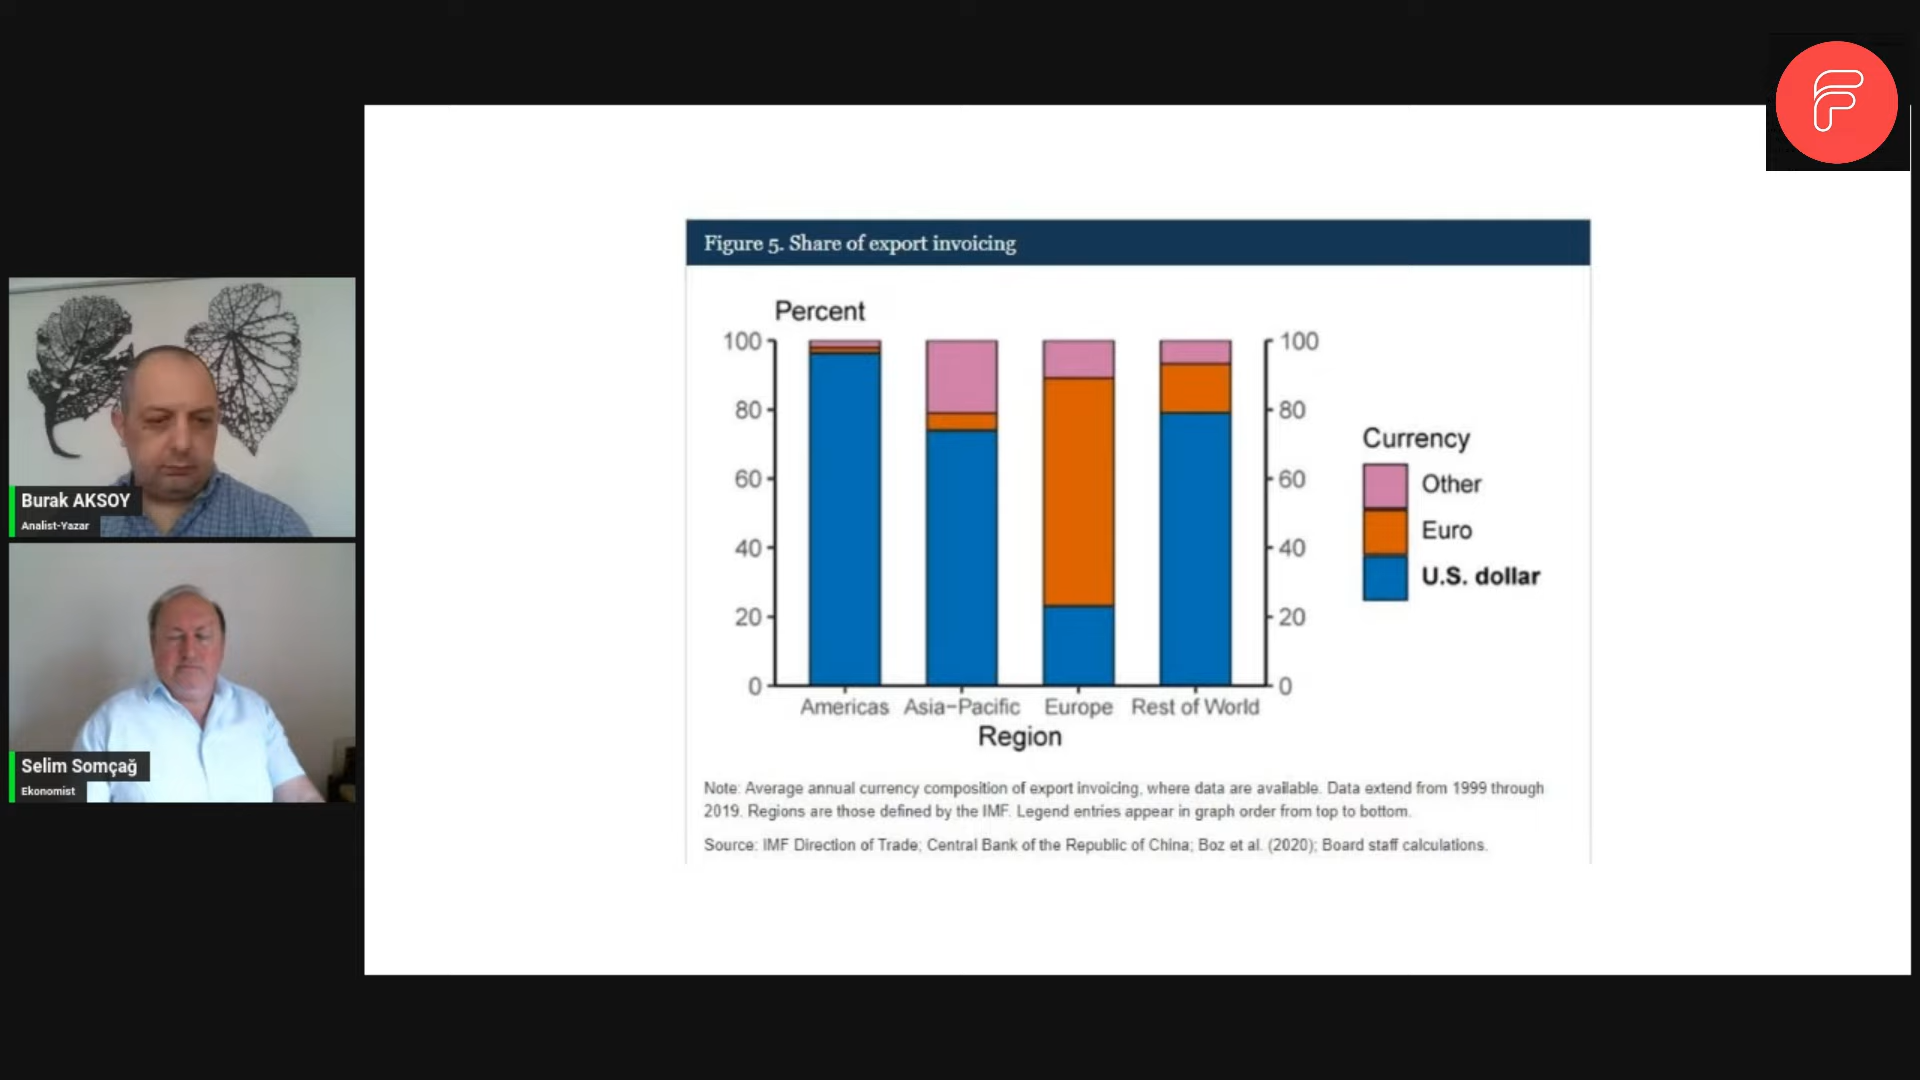 Burak AKSOY
Analist-Yazar
Selim Somçağ
Ekonomist
Figure 5. Share of export invoicing
Percent
100
80
60
40
20
0
100
80
60
40
20
0
Americas Asia-Pacific Europe Rest of World
Region
Currency
Other
Euro
U.S. dollar
Note: Average annual currency composition of export invoicing, where data are available. Data extend from 1999 through
2019. Regions are those defined by the IMF. Legend entries appear in graph order from top to bottom.
Source: IMF Direction of Trade; Central Bank of the Republic of China; Boz et al. (2020); Board staff calculations.